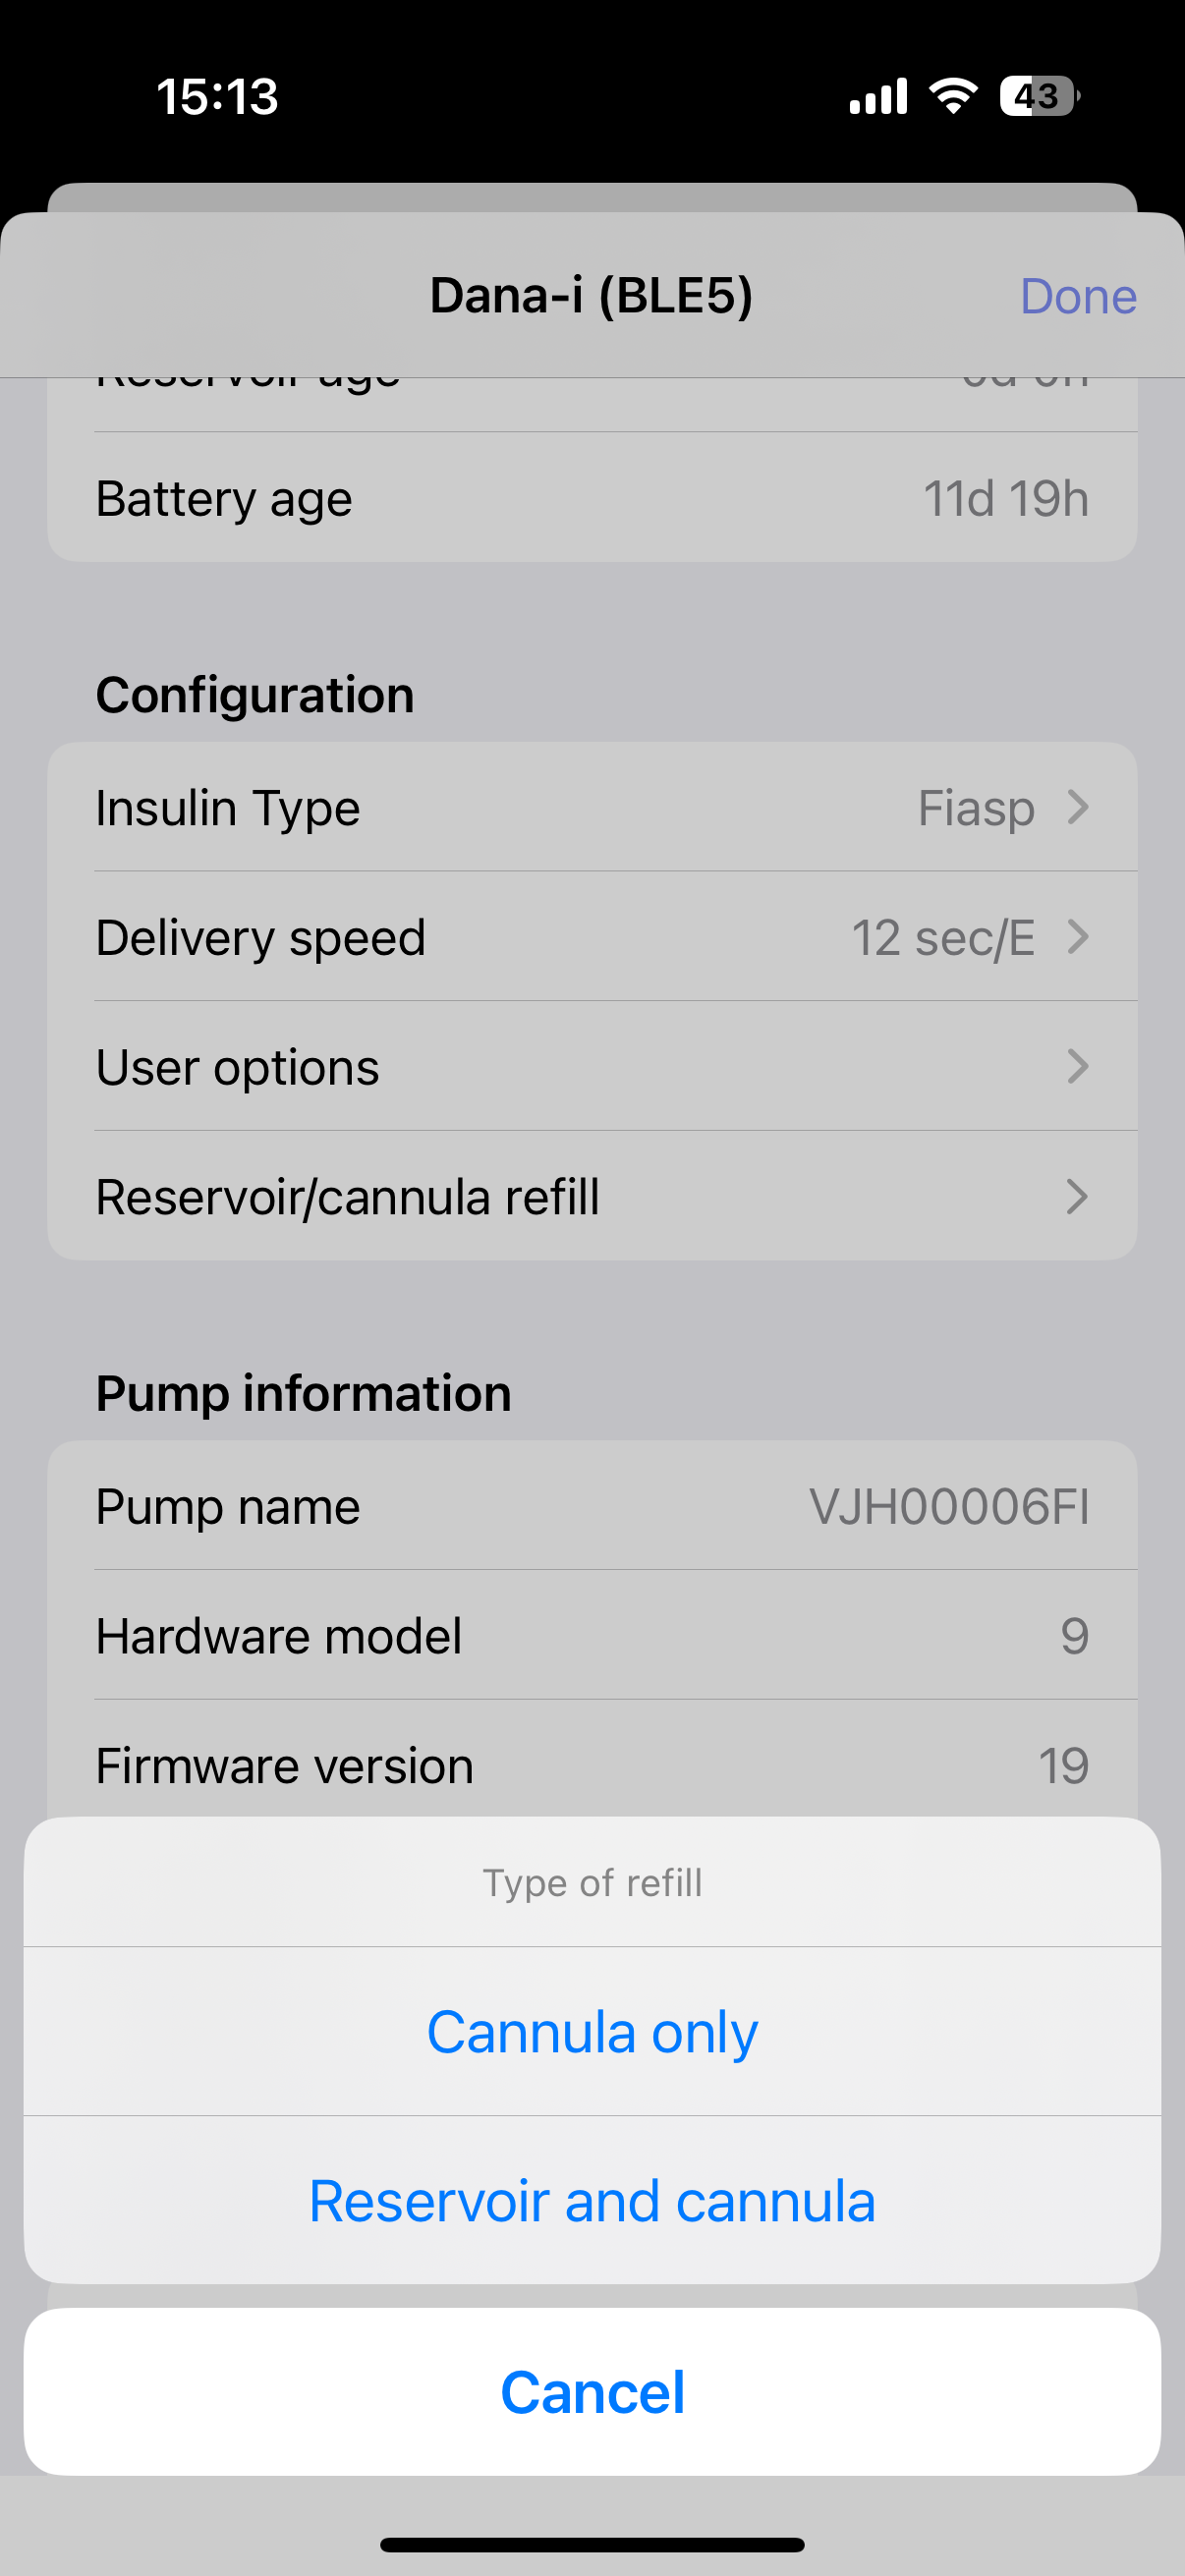 15:13
43
Dana-i (BLE5)
Done
Reservoir age
0d 0h
Battery age
11d 19h
Configuration
Insulin Type
Fiasp
Delivery speed
12 sec/E
User options
Reservoir/cannula refill
Pump information
Pump name
VJH00006FI
Hardware model
9
Firmware version
19
Type of refill
Cannula only
Reservoir and cannula
Cancel